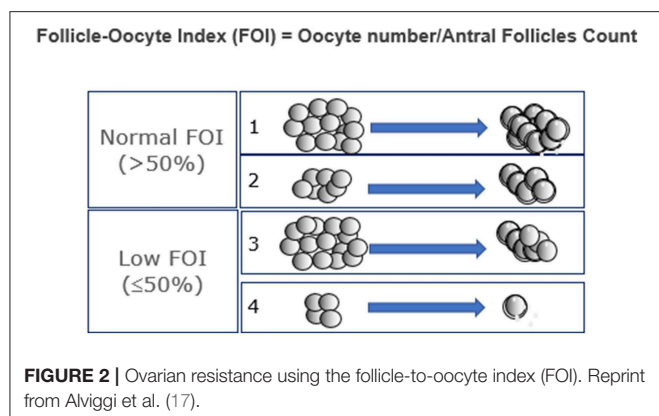 Follicle-Oocyte Index (FOI) = Oocyte number/Antral Follicles Count
Normal FOI
(>50%)
1
2
Low FOI
(≤50%)
3
4
FIGURE 2 | Ovarian resistance using the follicle-to-oocyte index (FOI). Reprint
from Alviggi et al. (17).